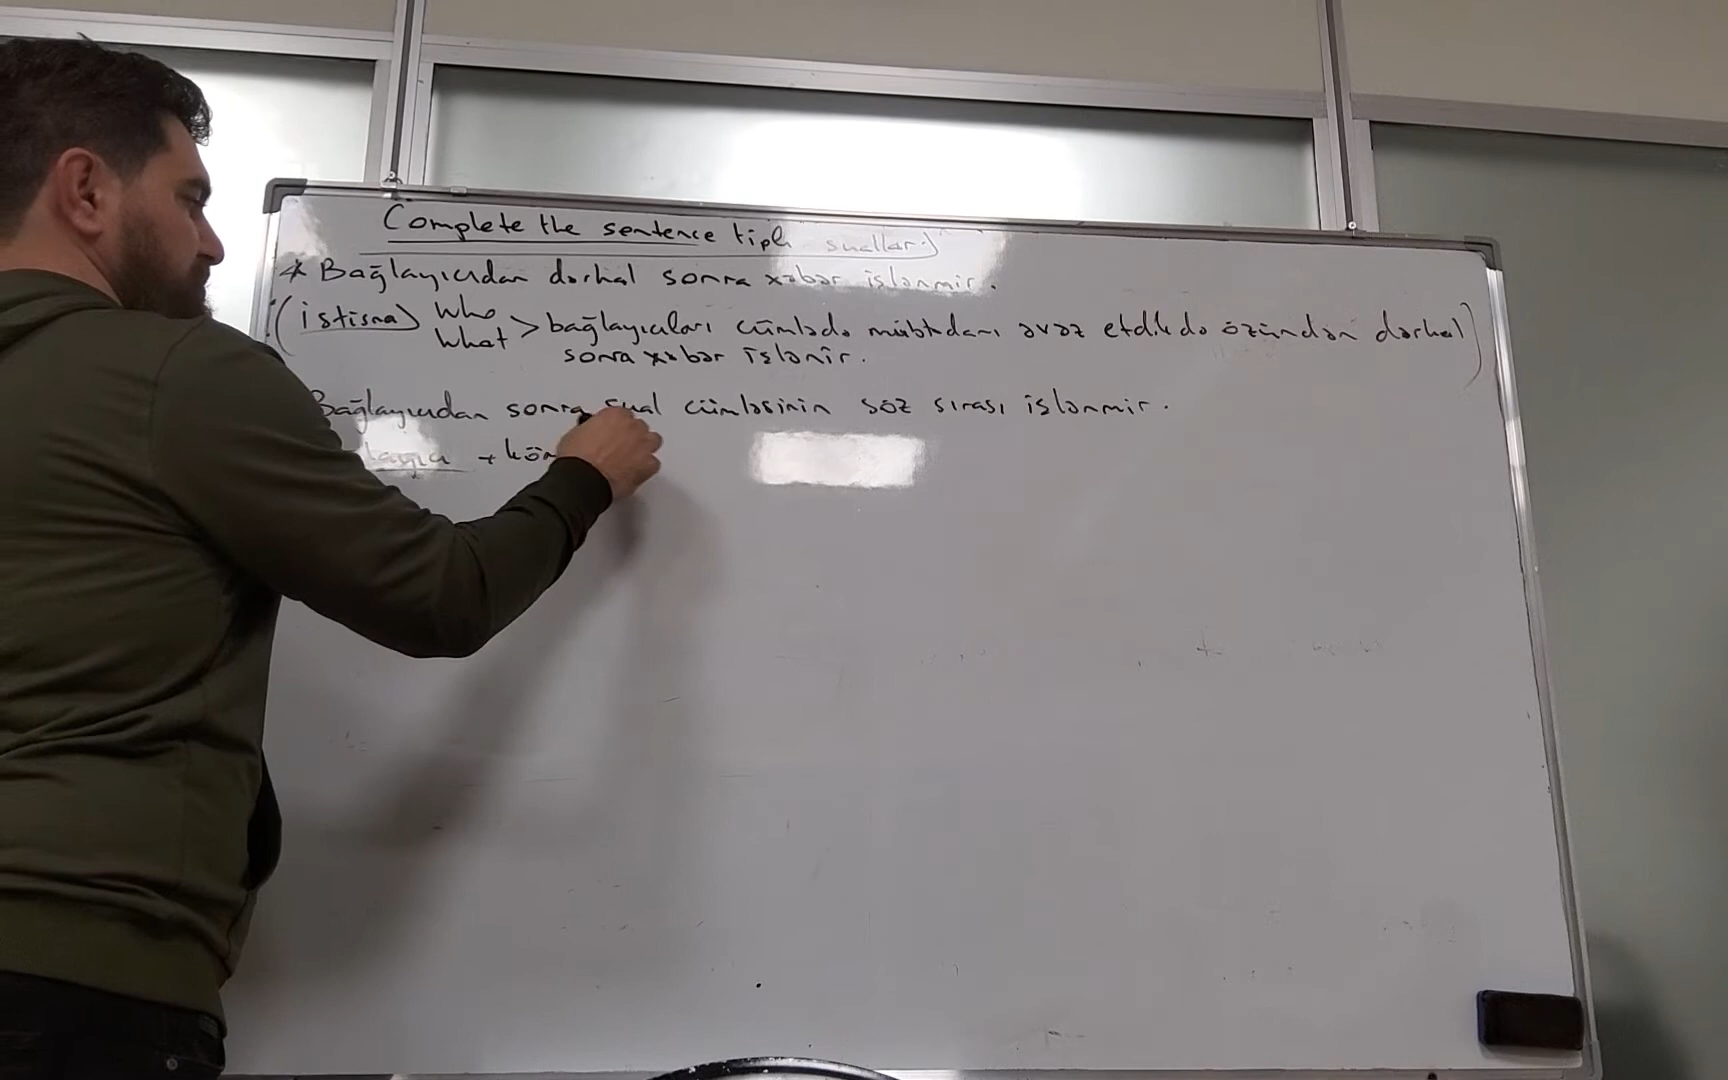 Complete the sentence tipli suallar
* Bağlayıcıdan dərhal sonra xəbər işlənmir.
(istisna) who
what > bağlayıcıları cümlədə mübtədanı əvəz etdikdə özündən dərhal
sonra xəbər işlənir.)
Bağlayıcıdan sonra sual cümləsinin söz sırası işlənmir.
+ köm